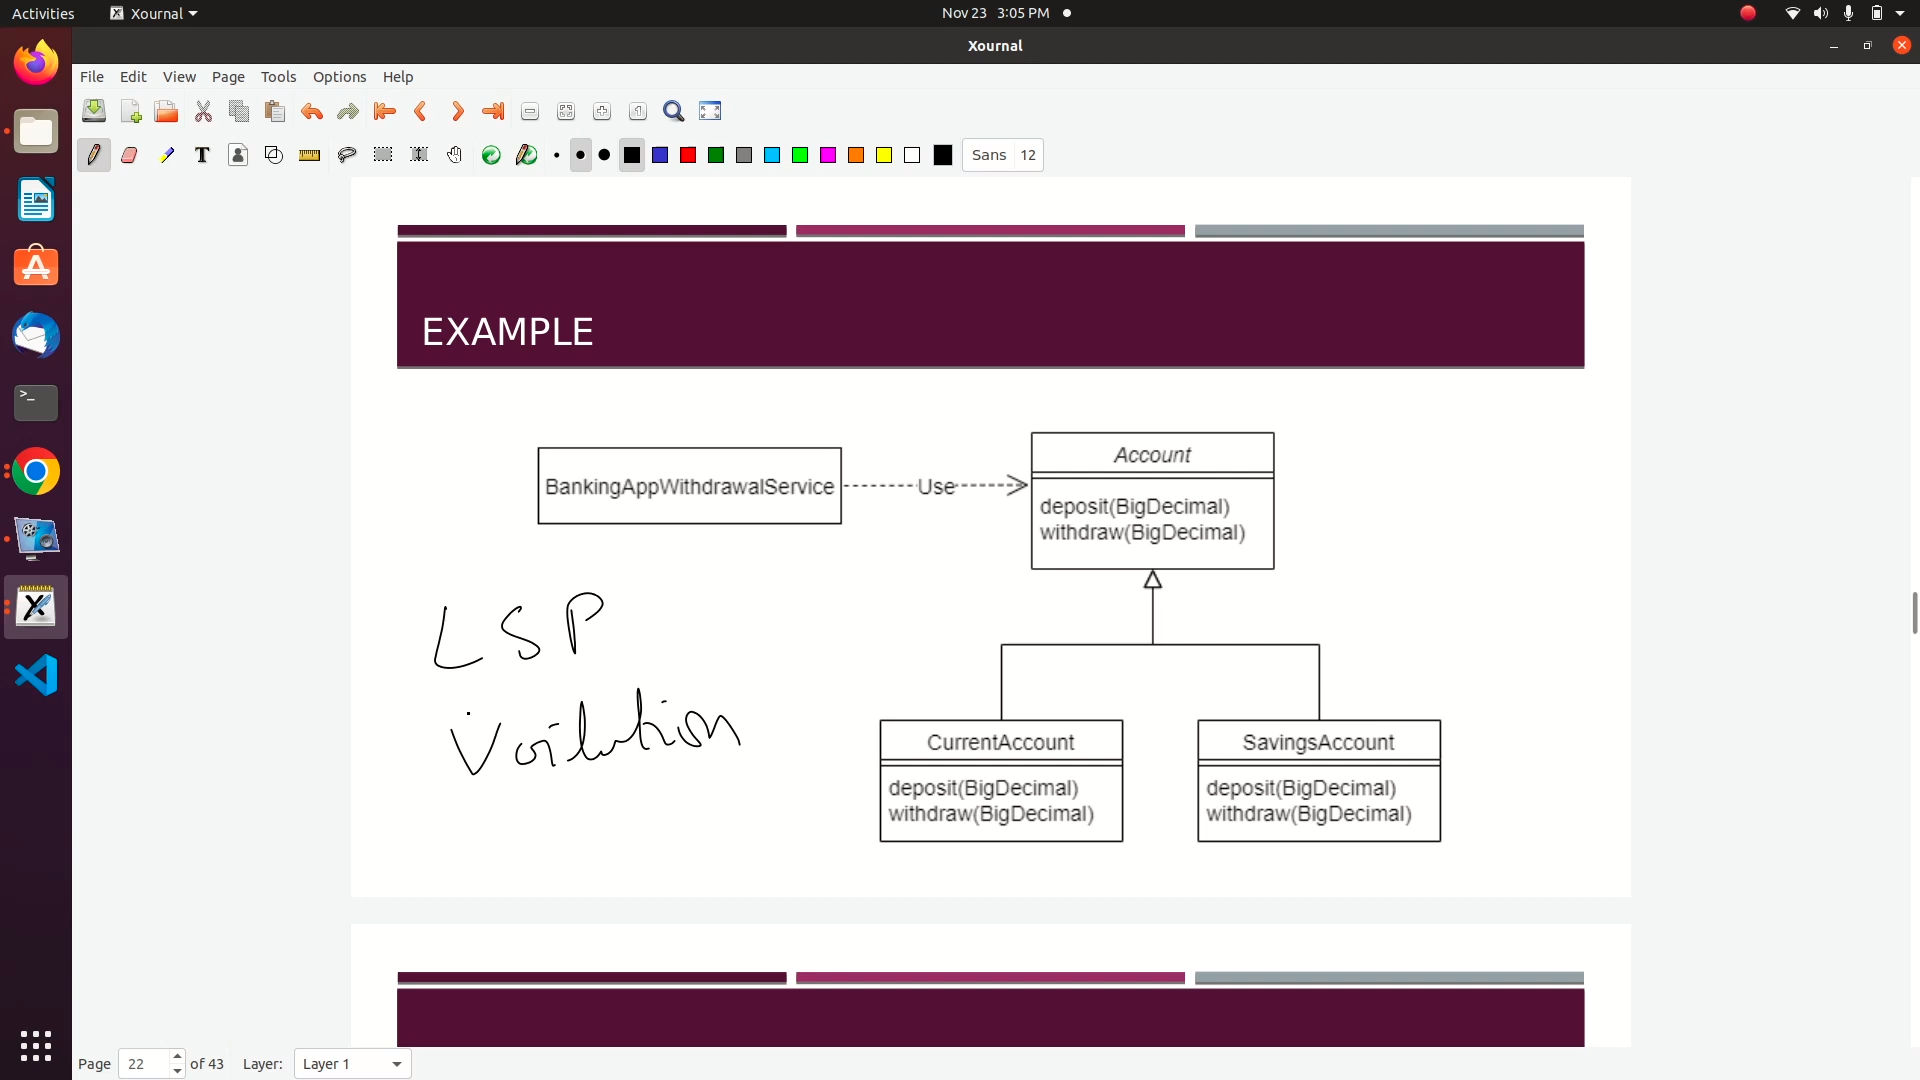 Activities
Xournal
Nov 23 3:05 PM
Xournal
File Edit View Page Tools Options Help
Sans 12
EXAMPLE
BankingAppWithdrawalService
Use
Account
deposit(BigDecimal)
withdraw(BigDecimal)
LSP
Voilution
CurrentAccount
deposit(BigDecimal)
withdraw(BigDecimal)
SavingsAccount
deposit(BigDecimal)
withdraw(BigDecimal)
Page 22 of 43 Layer: Layer 1